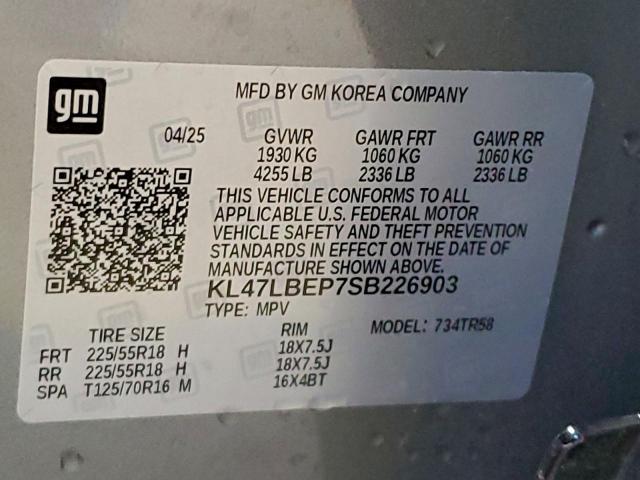 gm
MFD BY GM KOREA COMPANY
04/25 GVWR GAWR FRT GAWR RR
1930 KG 1060 KG 1060 KG
4255 LB 2336 LB 2336 LB
THIS VEHICLE CONFORMS TO ALL
APPLICABLE U.S. FEDERAL MOTOR
VEHICLE SAFETY AND THEFT PREVENTION
STANDARDS IN EFFECT ON THE DATE OF
MANUFACTURE SHOWN ABOVE.
KL47LBEP7SB226903
TYPE: MPV MODEL: 734TR58
TIRE SIZE RIM
FRT 225/55R18 H 18X7.5J
RR 225/55R18 H 18X7.5J
SPA T125/70R16 M 16X4BT